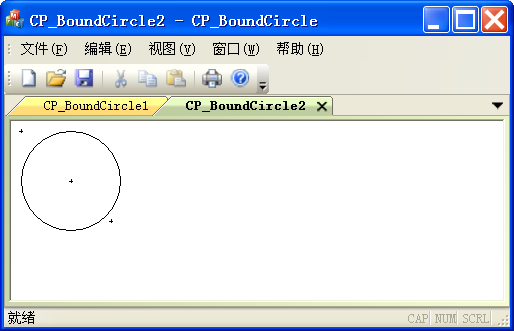 CP_BoundCircle2 - CP_BoundCircle
文件(F) 编辑(E) 视图(V) 窗口(W) 帮助(H)
CP_BoundCircle1 CP_BoundCircle2
就绪 CAP NUM SCRL